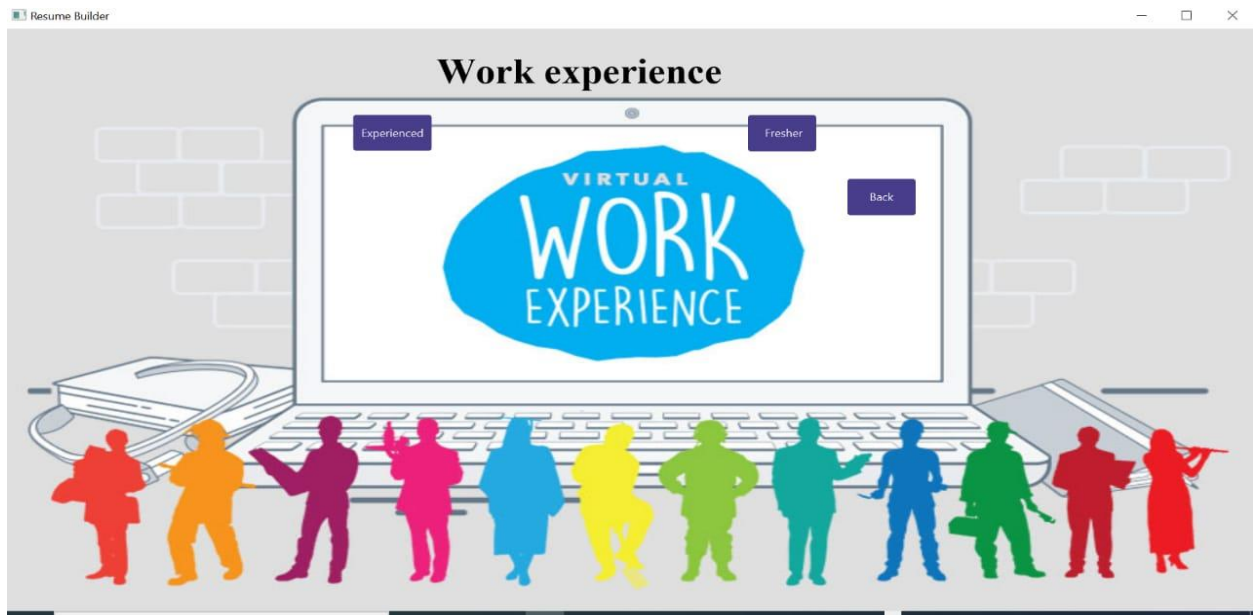 Resume Builder
Work experience
Experienced
Fresher
VIRTUAL
WORK
EXPERIENCE
Back